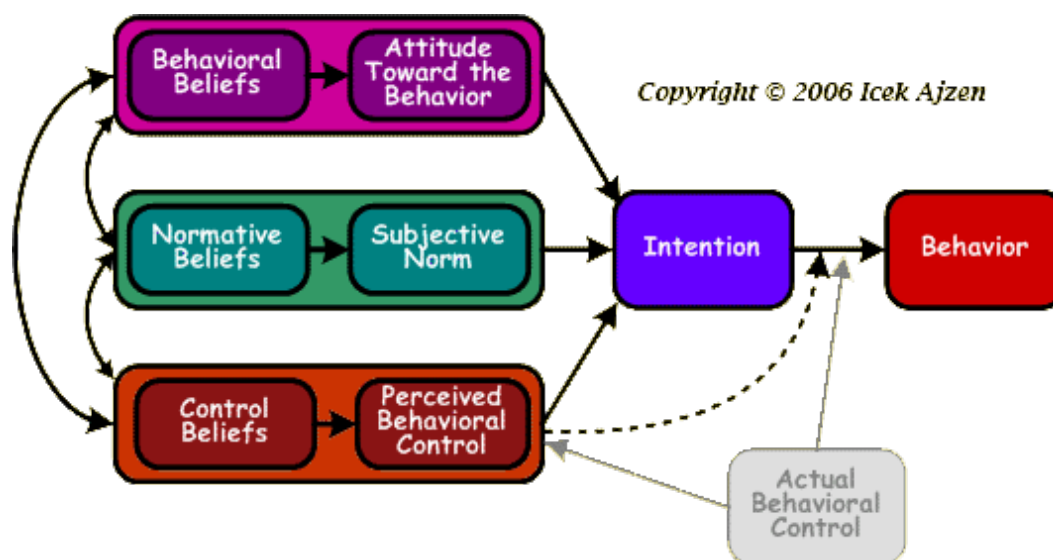 Behavioral
Beliefs
Attitude
Toward the
Behavior
Copyright © 2006 Icek Ajzen
Normative
Beliefs
Subjective
Norm
Intention
Behavior
Control
Beliefs
Perceived
Behavioral
Control
Actual
Behavioral
Control